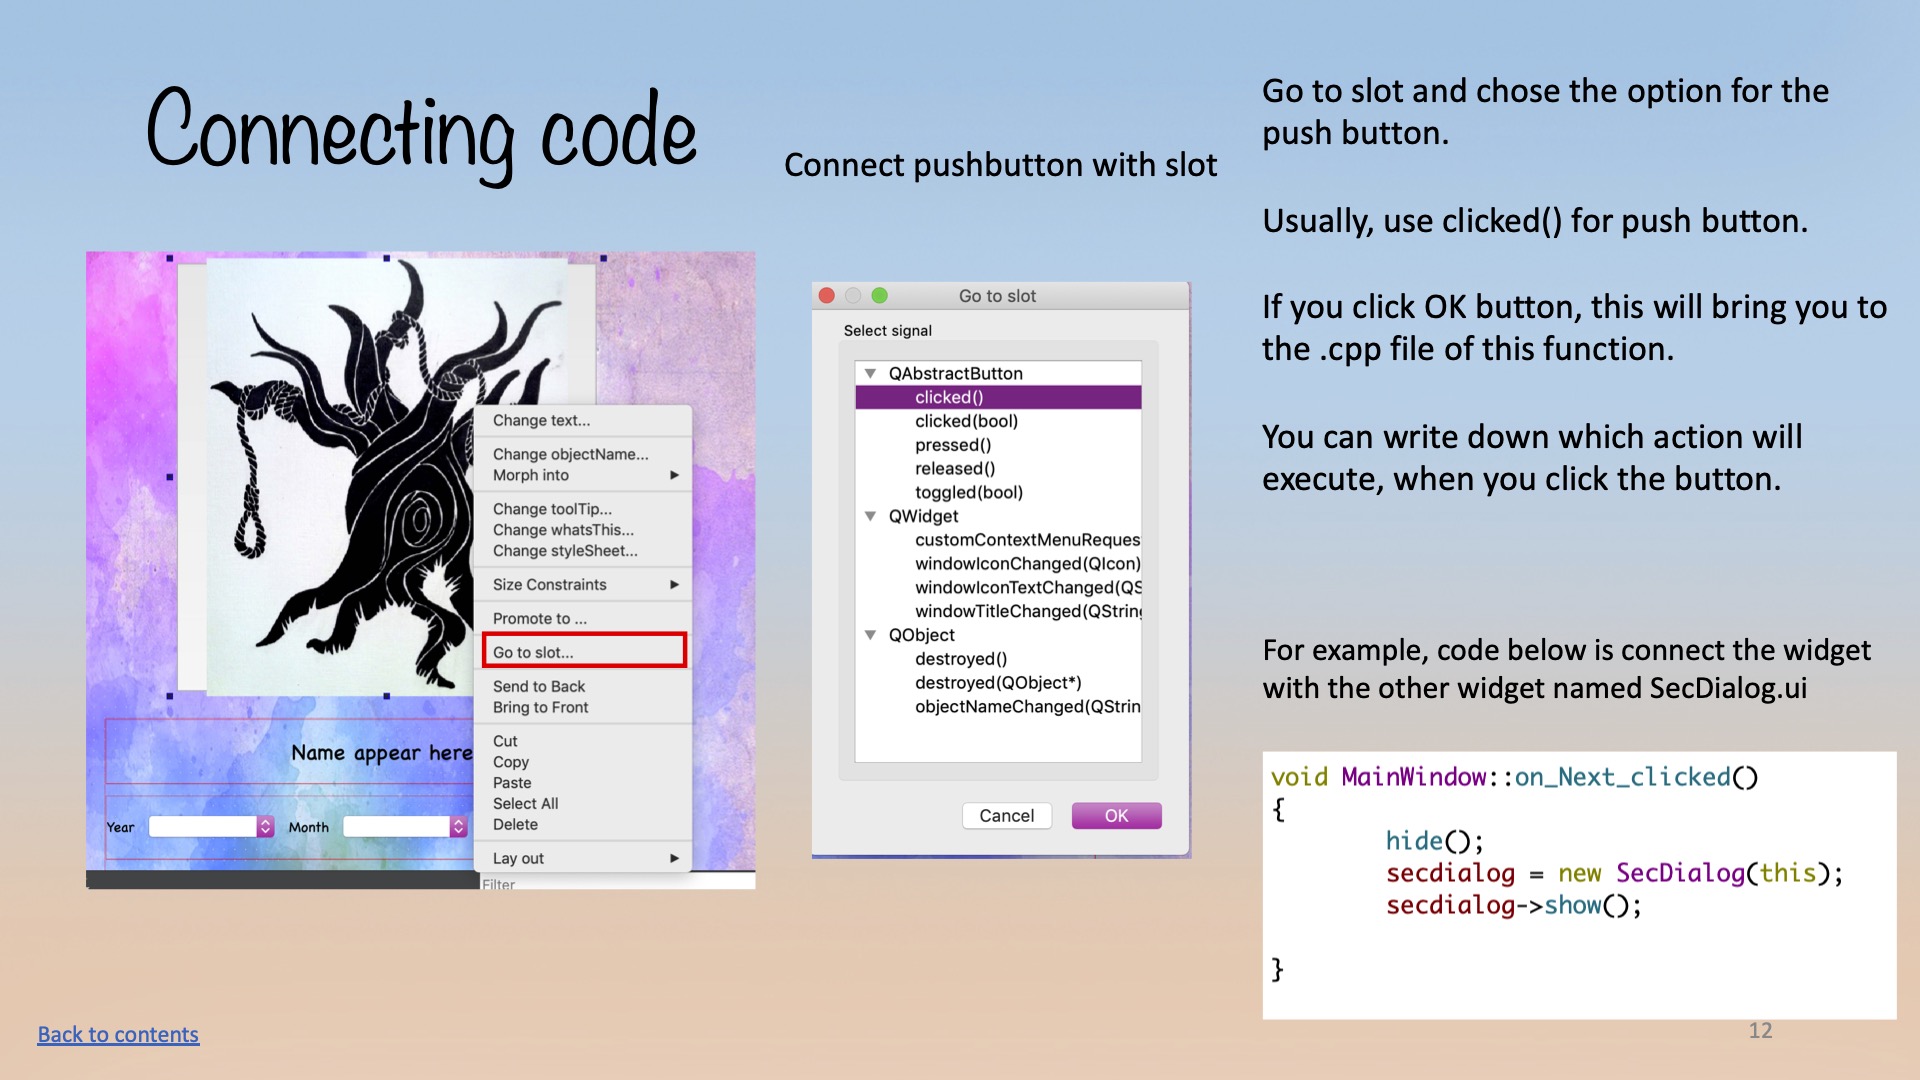 Connecting code
Connect pushbutton with slot
Go to slot and chose the option for the
push button.
Usually, use clicked() for push button.
If you click OK button, this will bring you to
the .cpp file of this function.
You can write down which action will
execute, when you click the button.
For example, code below is connect the widget
with the other widget named SecDialog.ui
Change text...
Change objectName...
Morph into
Change toolTip...
Change whatsThis...
Change styleSheet...
Size Constraints
Promote to ...
Go to slot...
Send to Back
Bring to Front
Cut
Copy
Paste
Select All
Delete
Lay out
Name appear here
Year
Month
Filter
Go to slot
Select signal
QAbstractButton
clicked()
clicked(bool)
pressed()
released()
toggled(bool)
QWidget
customContextMenuReques
windowIconChanged(QIcon)
windowIconTextChanged(QS
windowTitleChanged(QString
QObject
destroyed()
destroyed(QObject*)
objectNameChanged(QStrin
Cancel
OK
void MainWindow::on_Next_clicked()
{
hide();
secdialog = new SecDialog(this);
secdialog->show();
}
Back to contents
12